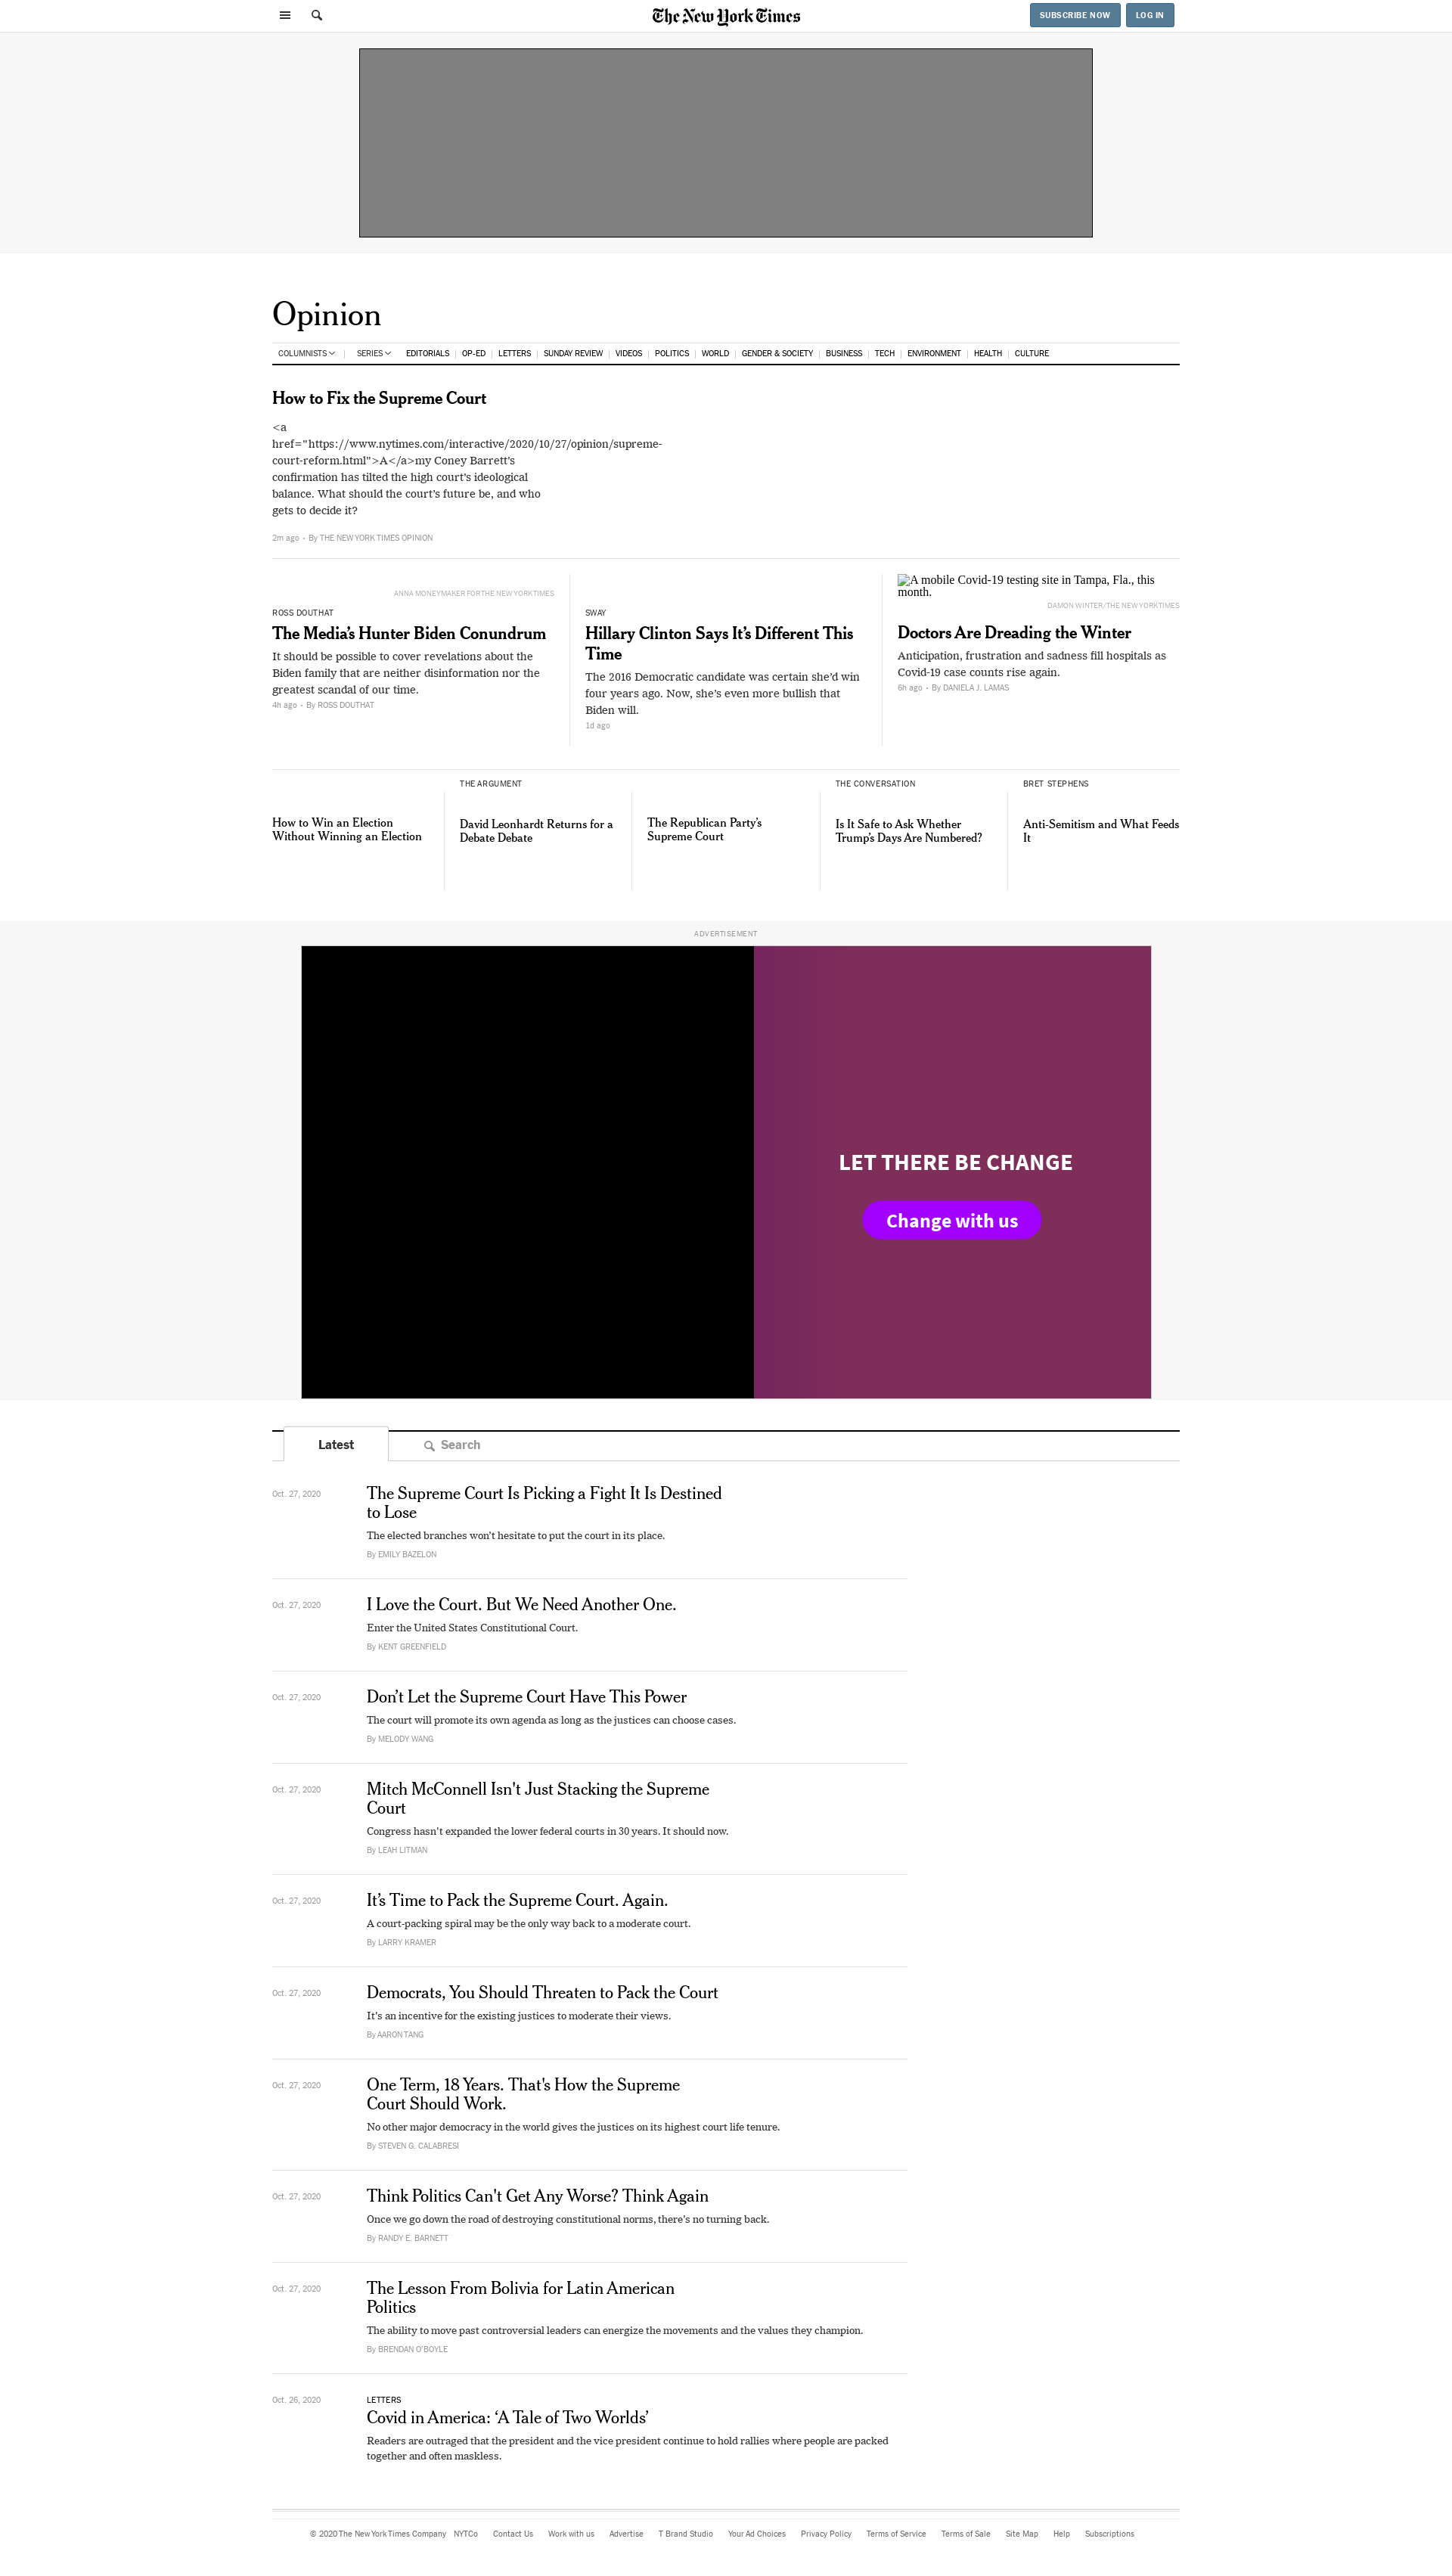 The New York Times
SUBSCRIBE NOW
LOG IN
Opinion
COLUMNISTS SERIES EDITORIALS OP-ED LETTERS SUNDAY REVIEW VIDEOS POLITICS WORLD GENDER & SOCIETY BUSINESS TECH ENVIRONMENT HEALTH CULTURE
How to Fix the Supreme Court
<a
href="https://www.nytimes.com/interactive/2020/10/27/opinion/supreme-
court-reform.html">A</a>my Coney Barrett's
confirmation has tilted the high court's ideological
balance. What should the court's future be, and who
gets to decide it?
2m ago • By THE NEW YORK TIMES OPINION
ANNA MONEYMAKER FOR THE NEW YORK TIMES
ROSS DOUTHAT
The Media's Hunter Biden Conundrum
It should be possible to cover revelations about the
Biden family that are neither disinformation nor the
greatest scandal of our time.
4h ago • By ROSS DOUTHAT
SWAY
Hillary Clinton Says It's Different This
Time
The 2016 Democratic candidate was certain she'd win
four years ago. Now, she's even more bullish that
Biden will.
1d ago
A mobile Covid-19 testing site in Tampa, Fla., this
month.
DAMON WINTER/THE NEW YORK TIMES
Doctors Are Dreading the Winter
Anticipation, frustration and sadness fill hospitals as
Covid-19 case counts rise again.
6h ago • By DANIELA J. LAMAS
How to Win an Election
Without Winning an Election
THE ARGUMENT
David Leonhardt Returns for a
Debate Debate
The Republican Party's
Supreme Court
THE CONVERSATION
Is It Safe to Ask Whether
Trump's Days Are Numbered?
BRET STEPHENS
Anti-Semitism and What Feeds
It
ADVERTISEMENT
LET THERE BE CHANGE
Change with us
Latest
Search
Oct. 27, 2020
The Supreme Court Is Picking a Fight It Is Destined
to Lose
The elected branches won't hesitate to put the court in its place.
By EMILY BAZELON
Oct. 27, 2020
I Love the Court. But We Need Another One.
Enter the United States Constitutional Court.
By KENT GREENFIELD
Oct. 27, 2020
Don't Let the Supreme Court Have This Power
The court will promote its own agenda as long as the justices can choose cases.
By MELODY WANG
Oct. 27, 2020
Mitch McConnell Isn't Just Stacking the Supreme
Court
Congress hasn't expanded the lower federal courts in 30 years. It should now.
By LEAH LITMAN
Oct. 27, 2020
It's Time to Pack the Supreme Court. Again.
A court-packing spiral may be the only way back to a moderate court.
By LARRY KRAMER
Oct. 27, 2020
Democrats, You Should Threaten to Pack the Court
It's an incentive for the existing justices to moderate their views.
By AARON TANG
Oct. 27, 2020
One Term, 18 Years. That's How the Supreme
Court Should Work.
No other major democracy in the world gives the justices on its highest court life tenure.
By STEVEN G. CALABRESI
Oct. 27, 2020
Think Politics Can't Get Any Worse? Think Again
Once we go down the road of destroying constitutional norms, there's no turning back.
By RANDY E. BARNETT
Oct. 27, 2020
The Lesson From Bolivia for Latin American
Politics
The ability to move past controversial leaders can energize the movements and the values they champion.
By BRENDAN O'BOYLE
Oct. 26, 2020
LETTERS
Covid in America: ‘A Tale of Two Worlds’
Readers are outraged that the president and the vice president continue to hold rallies where people are packed
together and often maskless.
© 2020 The New York Times Company NYTCo Contact Us Work with us Advertise T Brand Studio Your Ad Choices Privacy Policy Terms of Service Terms of Sale Site Map Help Subscriptions